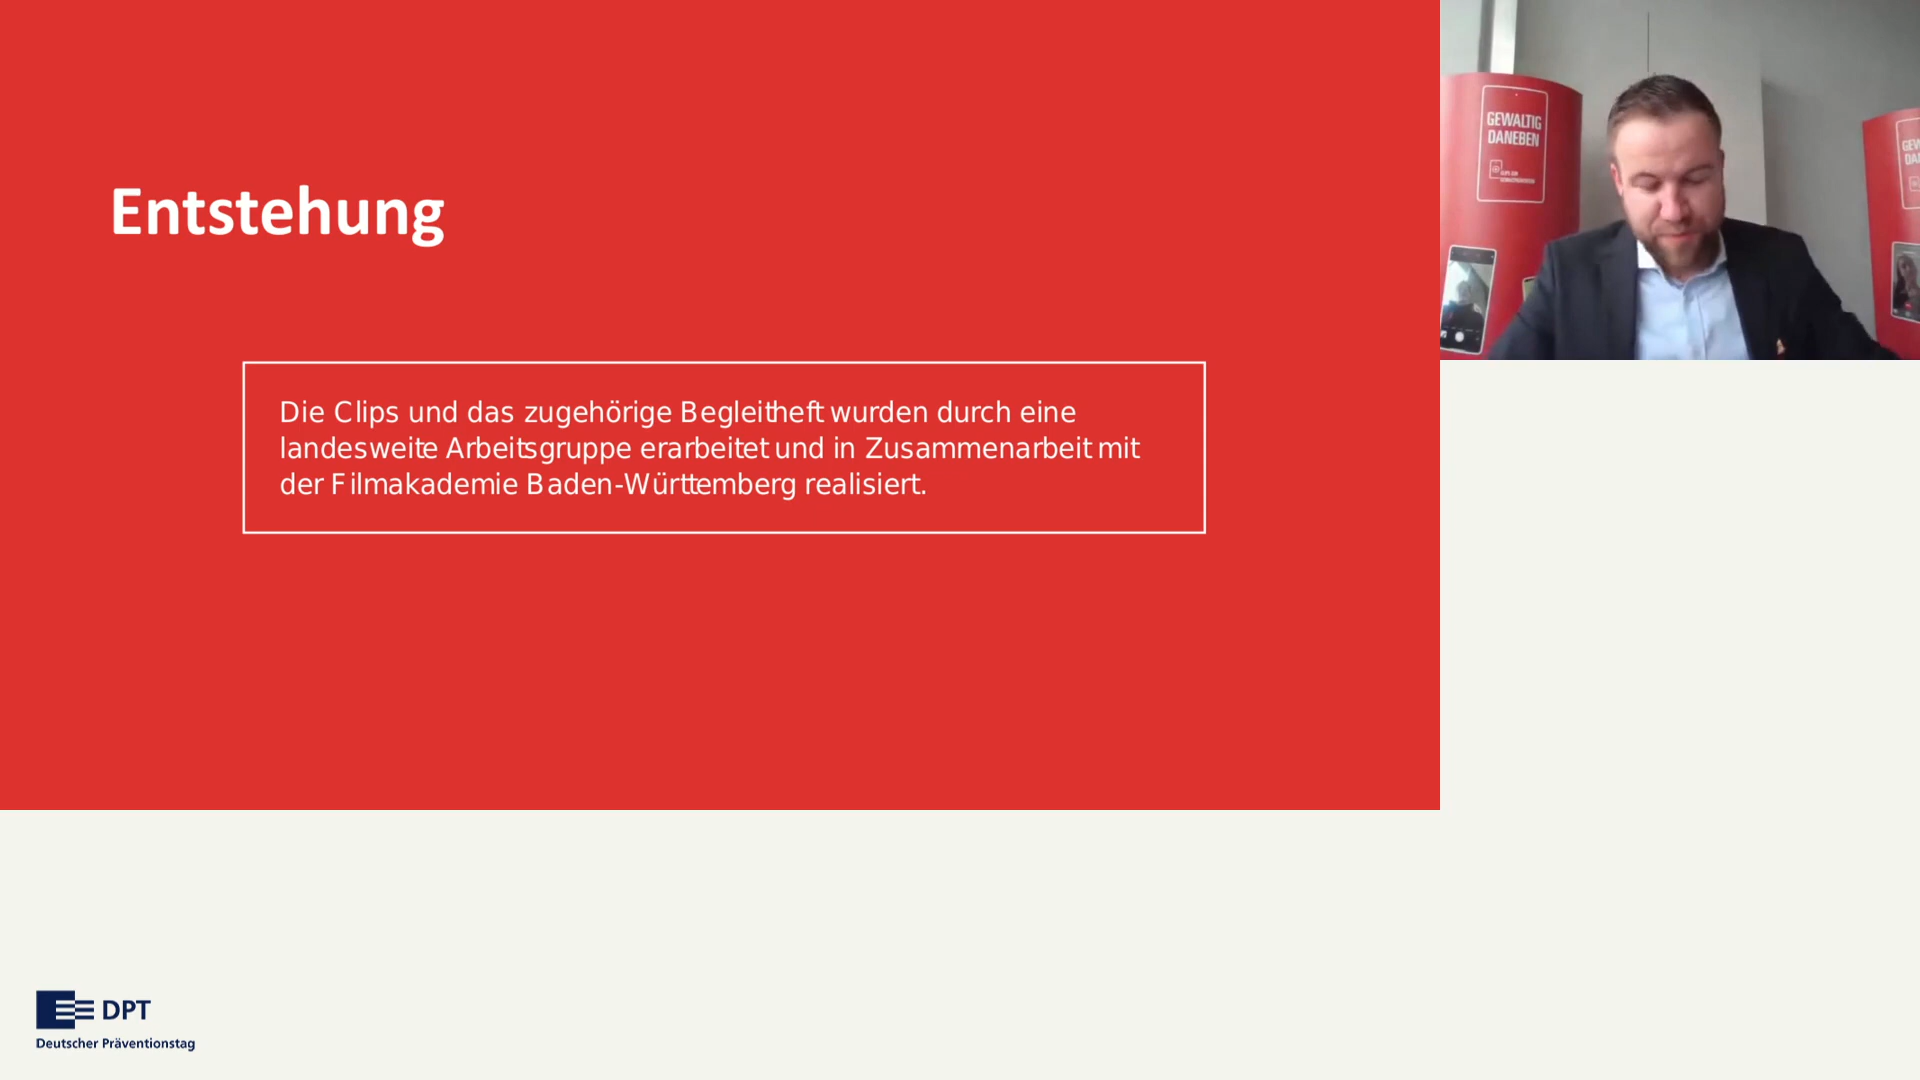 Entstehung
Die Clips und das zugehörige Begleitheft wurden durch eine
landesweite Arbeitsgruppe erarbeitet und in Zusammenarbeit mit
der Filmakademie Baden-Württemberg realisiert.
GEWALTIG
DANEBEN
DPT
Deutscher Präventionstag